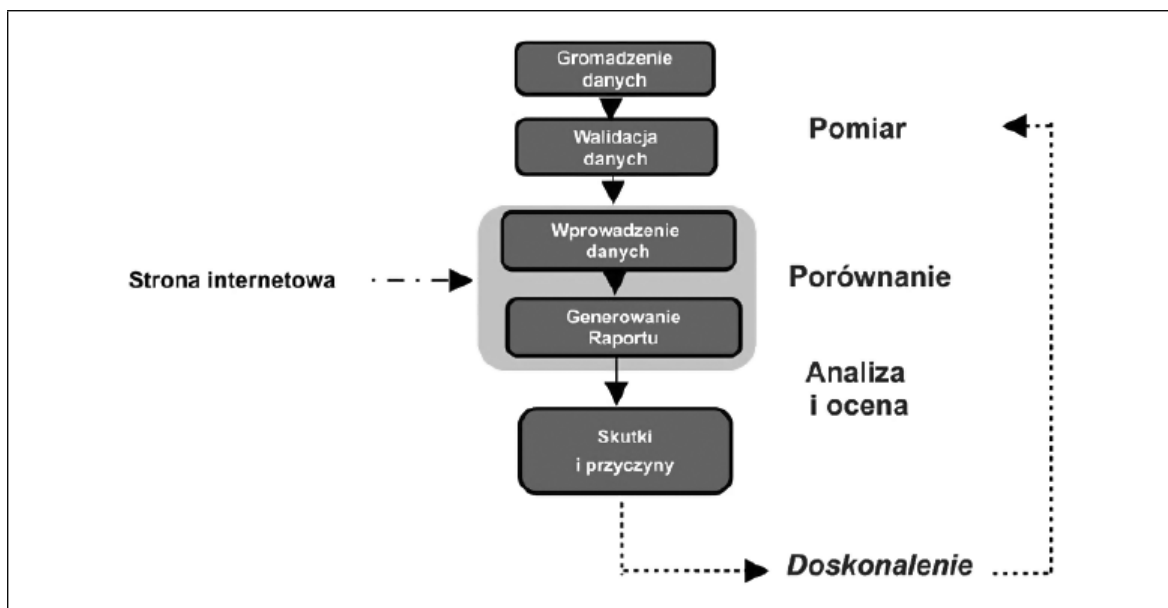 Gromadzenie
danych
Walidacja
danych
Pomiar
Wprowadzenie
danych
Strona internetowa
Porównanie
Generowanie
Raportu
Analiza
i ocena
Skutki
i przyczyny
Doskonalenie